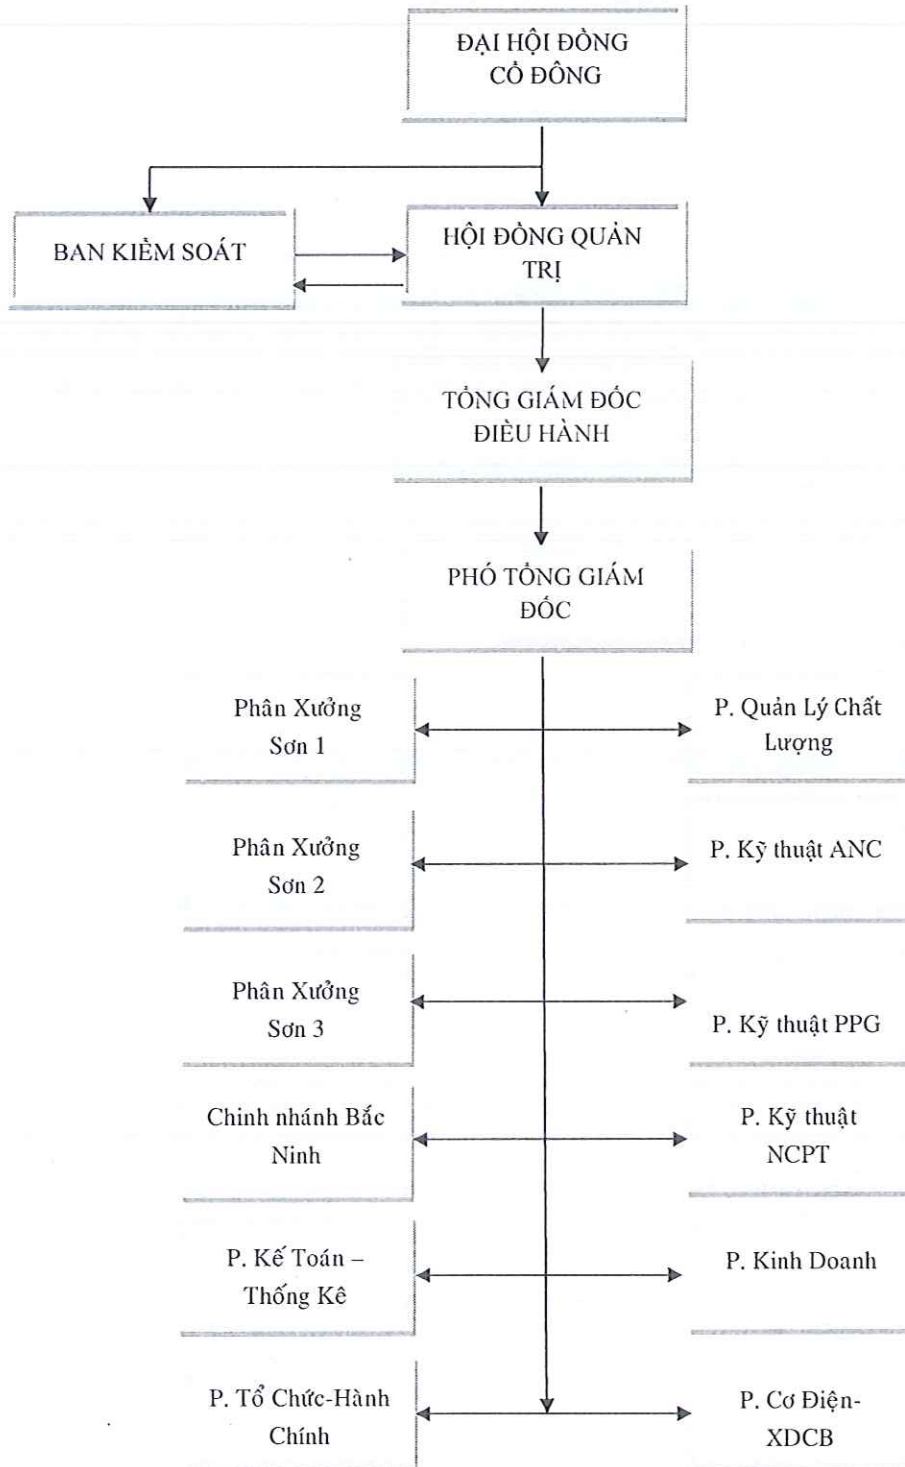 ĐẠI HỘI ĐỒNG
CỔ ĐÔNG
BAN KIỂM SOÁT
HỘI ĐỒNG QUẢN
TRỊ
TỔNG GIÁM ĐỐC
ĐIỀU HÀNH
PHÓ TỔNG GIÁM
ĐỐC
Phân Xưởng
Sơn 1
P. Quản Lý Chất
Lượng
Phân Xưởng
Sơn 2
P. Kỹ thuật ANC
Phân Xưởng
Sơn 3
P. Kỹ thuật PPG
Chinh nhánh Bắc
Ninh
P. Kỹ thuật
NCPT
P. Kế Toán –
Thống Kê
P. Kinh Doanh
P. Tổ Chức-Hành
Chính
P. Cơ Điện-
XDCB